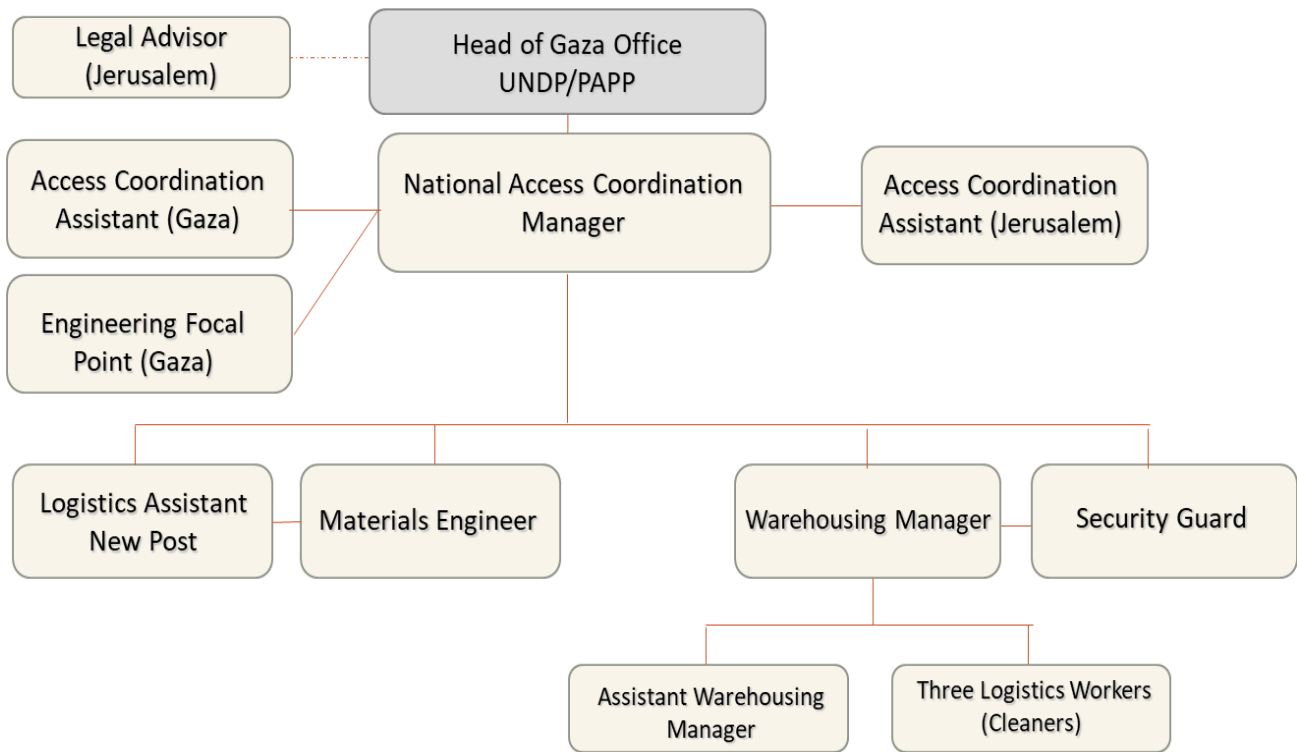 Legal Advisor
(Jerusalem)
Head of Gaza Office
UNDP/PAPP
Access Coordination
Assistant (Gaza)
National Access Coordination
Manager
Access Coordination
Assistant (Jerusalem)
Engineering Focal
Point (Gaza)
Logistics Assistant
New Post
Materials Engineer
Warehousing Manager
Security Guard
Assistant Warehousing
Manager
Three Logistics Workers
(Cleaners)